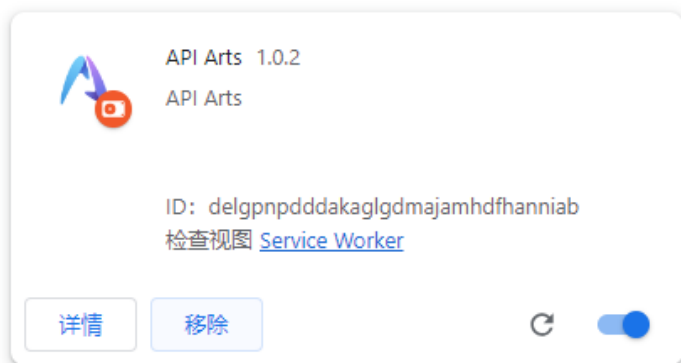 API Arts 1.0.2
API Arts
ID：delgpnpdddakaglgdmajamhdfhanniab
检查视图 Service Worker
详情 移除